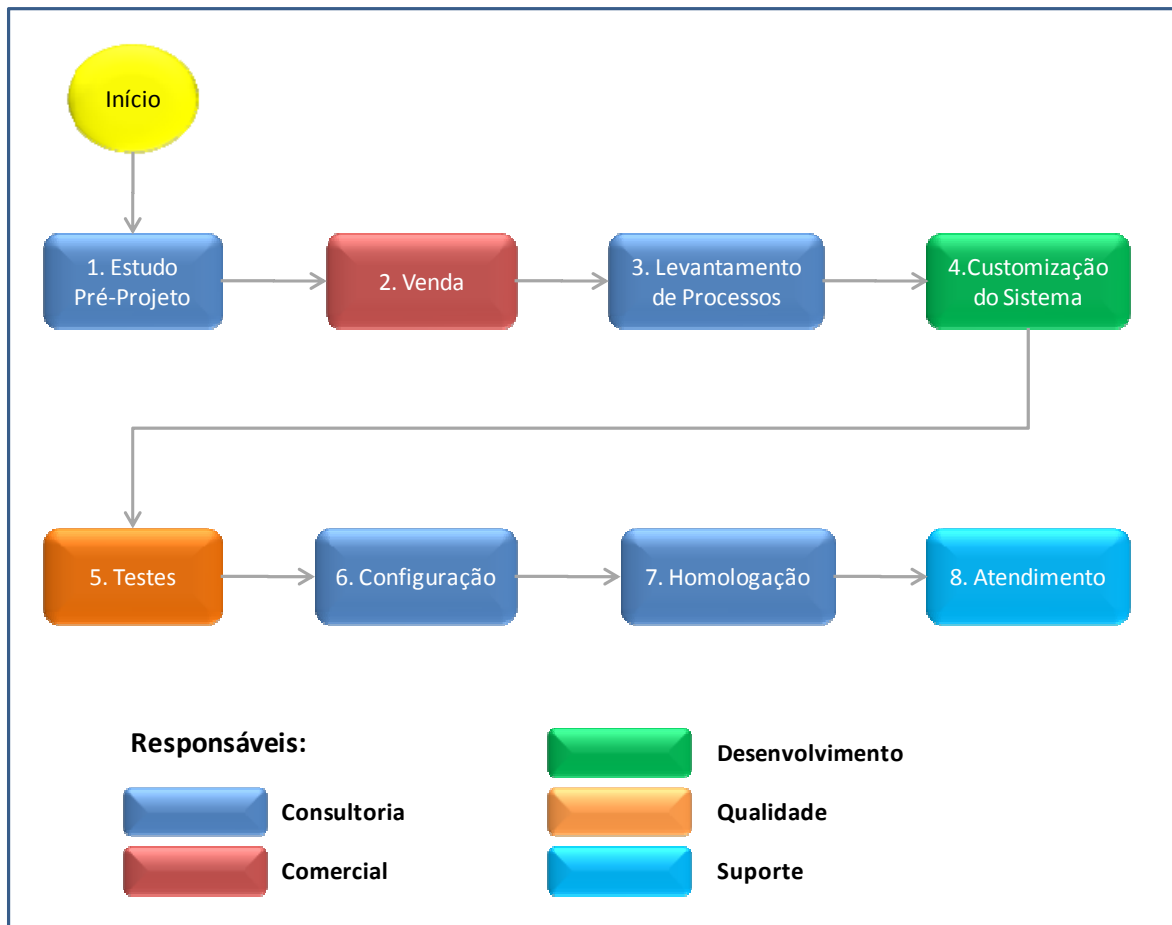 Início
1. Estudo
Pré-Projeto
2. Venda
3. Levantamento
de Processos
4.Customização
do Sistema
5. Testes
6. Configuração
7. Homologação
8. Atendimento
Responsáveis:
Consultoria
Comercial
Desenvolvimento
Qualidade
Suporte